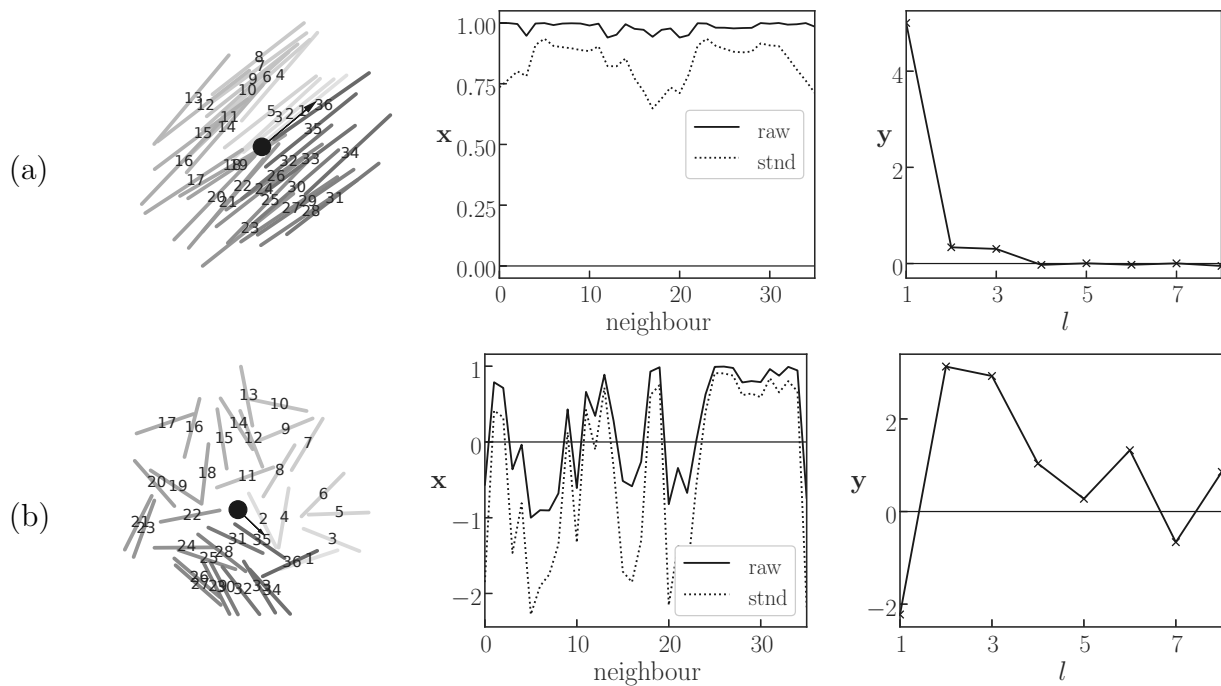 (a)
8
7
9 6 4
10
13
12
5 1 36
3 2
11
14
15
35
16
18 19 32 33 34
17
26
22 24 30
20 21 25 29 31
27 28
23
x
1.00
0.75
0.50
0.25
0.00
raw
stnd
0 10 20 30
neighbour
y
4
2
0
1 3 5 7
l
(b)
13
10
17 16 14 9
15 12 7
8
18 11
20 19 6
22 2 4 5
21 23
31 35 3
24 28
25 36 1
26
27 29 30 32 33 34
x
1
0
−1
−2
raw
stnd
0 10 20 30
neighbour
y
2
0
−2
1 3 5 7
l